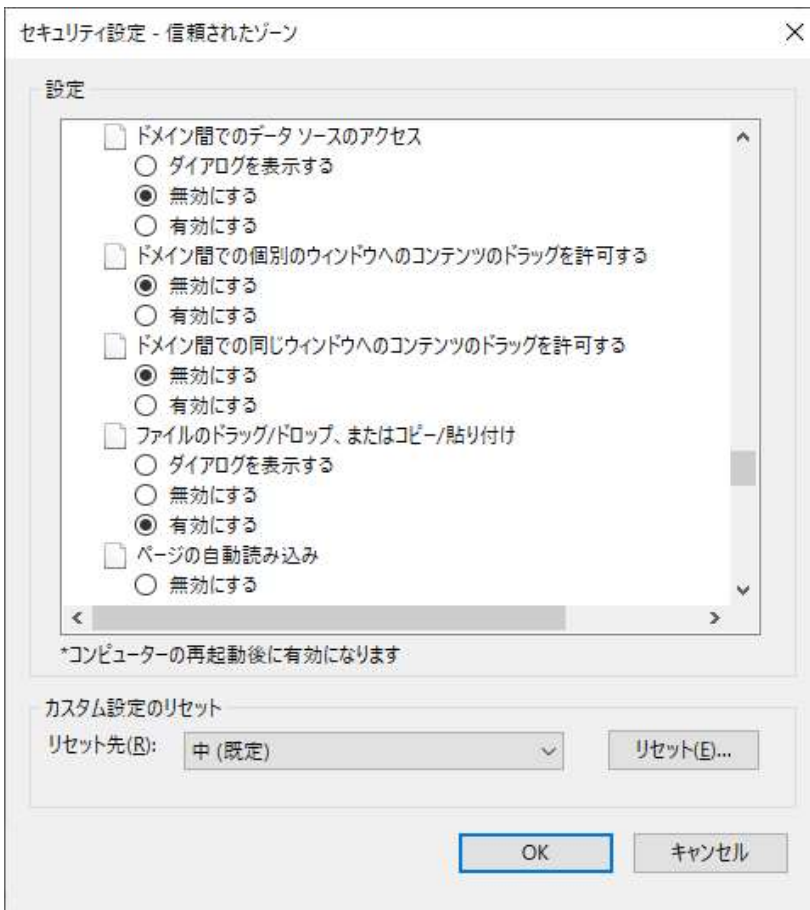 セキュリティ設定 - 信頼されたゾーン
設定
ドメイン間でのデータ ソースのアクセス
ダイアログを表示する
無効にする
有効にする
ドメイン間での個別のウィンドウへのコンテンツのドラッグを許可する
無効にする
有効にする
ドメイン間での同じウィンドウへのコンテンツのドラッグを許可する
無効にする
有効にする
ファイルのドラッグ/ドロップ、またはコピー/貼り付け
ダイアログを表示する
無効にする
有効にする
ページの自動読み込み
無効にする
*コンピューターの再起動後に有効になります
カスタム設定のリセット
リセット先(R): 中 (既定) リセット(E)...
OK キャンセル